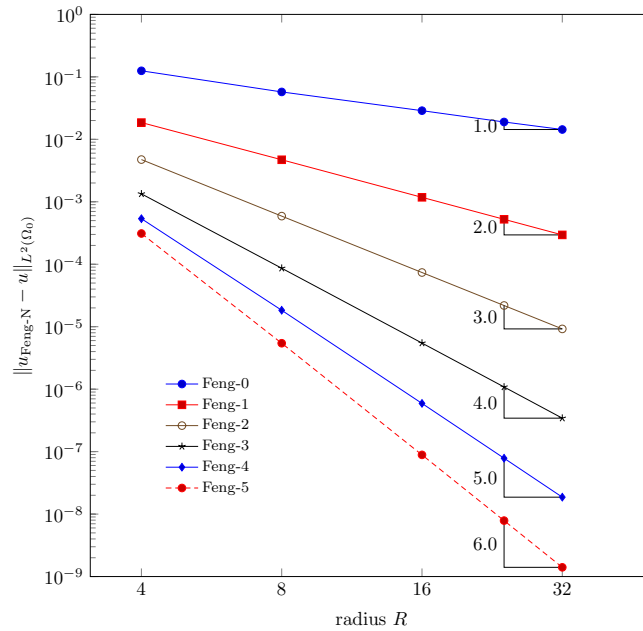 10^0
10^−1
10^−2
10^−3
10^−4
10^−5
10^−6
10^−7
10^−8
10^−9
∥u_Feng-N − u∥_L²(Ω₀)
1.0
2.0
3.0
4.0
5.0
6.0
Feng-0
Feng-1
Feng-2
Feng-3
Feng-4
Feng-5
4 8 16 32
radius R